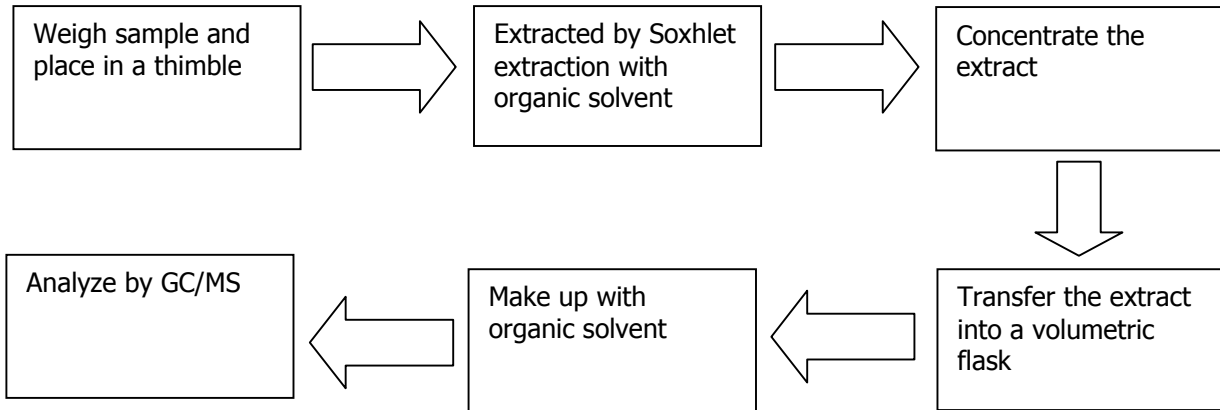 Weigh sample and
place in a thimble
Extracted by Soxhlet
extraction with
organic solvent
Concentrate the
extract
Transfer the extract
into a volumetric
flask
Make up with
organic solvent
Analyze by GC/MS